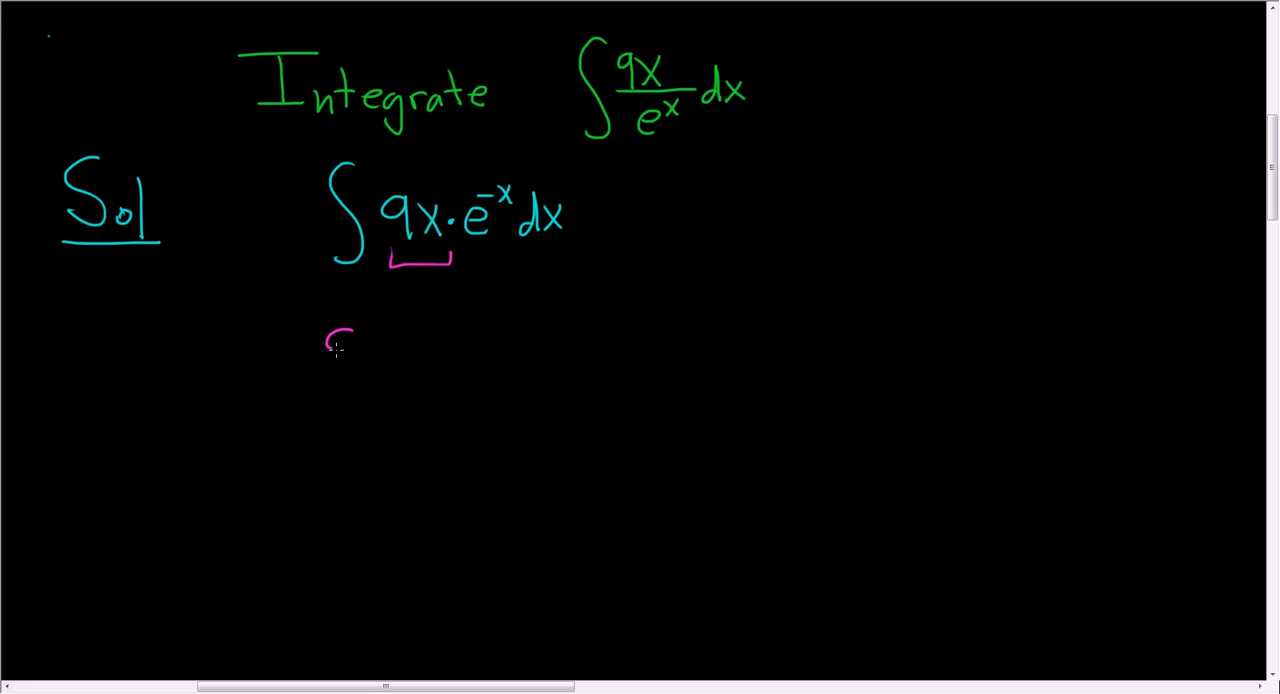 Integrate ∫ 9x/e^x dx
Sol ∫ 9x · e^-x dx
∫